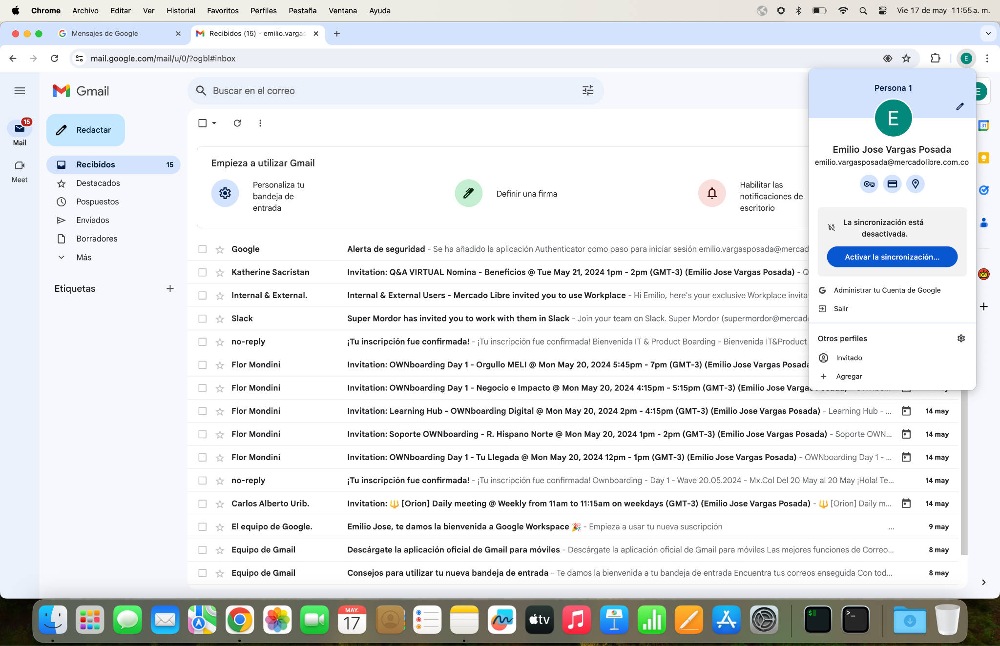 Chrome Archivo Editar Ver Historial Favoritos Perfiles Pestaña Ventana Ayuda Vie 17 de may 11:55 a. m.
Mensajes de Google Recibidos (15) - emilio.vargas
mail.google.com/mail/u/0/?ogbl#inbox E
Gmail
Buscar en el correo
Persona 1
E
15
Mail
Meet
Redactar
Recibidos 15
Destacados
Pospuestos
Enviados
Borradores
Más
Etiquetas
Empieza a utilizar Gmail
Personaliza tu
bandeja de
entrada
Definir una firma
Habilitar las
notificaciones de
escritorio
Google Alerta de seguridad - Se ha añadido la aplicación Authenticator como paso para iniciar sesión emilio.vargasposada@mercad
Katherine Sacristan Invitation: Q&A VIRTUAL Nomina - Beneficios @ Tue May 21, 2024 1pm - 2pm (GMT-3) (Emilio Jose Vargas Posada) - Q
Internal & External. Internal & External Users - Mercado Libre invited you to use Workplace - Hi Emilio, here's your exclusive Workplace invita
Slack Super Mordor has invited you to work with them in Slack - Join your team on Slack. Super Mordor (supermordor@mercad
no-reply ¡Tu inscripción fue confirmada! - ¡Tu inscripción fue confirmada! Bienvenida IT & Product Boarding - Bienvenida IT&Product
Flor Mondini Invitation: OWNboarding Day 1 - Orgullo MELI @ Mon May 20, 2024 5:45pm - 7pm (GMT-3) (Emilio Jose Vargas Posada
Flor Mondini Invitation: OWNboarding Day 1 - Negocio e Impacto @ Mon May 20, 2024 4:15pm - 5:15pm (GMT-3) (Emilio Jose Vargas
Flor Mondini Invitation: Learning Hub - OWNboarding Digital @ Mon May 20, 2024 2pm - 4:15pm (GMT-3) (Emilio Jose Vargas Posada) - Learning Hub - ... 14 may
Flor Mondini Invitation: Soporte OWNboarding - R. Hispano Norte @ Mon May 20, 2024 1pm - 2pm (GMT-3) (Emilio Jose Vargas Posada) - Soporte OWN... 14 may
Flor Mondini Invitation: OWNboarding Day 1 - Tu Llegada @ Mon May 20, 2024 12pm - 1pm (GMT-3) (Emilio Jose Vargas Posada) - OWNboarding Day 1 - ... 14 may
no-reply ¡Tu inscripción fue confirmada! - ¡Tu inscripción fue confirmada! Ownboarding - Day 1 - Wave 20.05.2024 - Mx.Col Del 20 May al 20 May ¡Hola! Te... 14 may
Carlos Alberto Urib. Invitation: 🔱 [Orion] Daily meeting @ Weekly from 11am to 11:15am on weekdays (GMT-3) (Emilio Jose Vargas Posada) - 🔱 [Orion] Daily m... 14 may
El equipo de Google. Emilio Jose, te damos la bienvenida a Google Workspace 🎉 - Empieza a usar tu nueva suscripción ... 9 may
Equipo de Gmail Descárgate la aplicación oficial de Gmail para móviles - Descárgate la aplicación oficial de Gmail para móviles Las mejores funciones de Correo... 8 may
Equipo de Gmail Consejos para utilizar tu nueva bandeja de entrada - Te damos la bienvenida a tu bandeja de entrada Encuentra tus correos enseguida Con tod... 8 may
Emilio Jose Vargas Posada
emilio.vargasposada@mercadolibre.com.co
La sincronización está
desactivada.
Activar la sincronización...
Administrar tu Cuenta de Google
Salir
Otros perfiles
Invitado
Agregar
E
31
MAY.
17
tv
$
>_